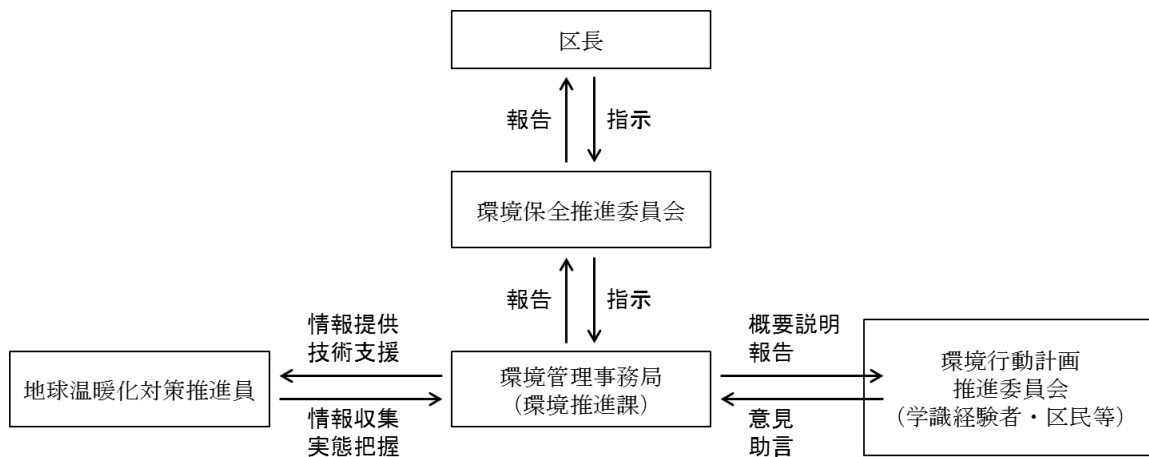 区長
報告
指示
環境保全推進委員会
報告
指示
情報提供
技術支援
概要説明
報告
地球温暖化対策推進員
環境管理事務局
（環境推進課）
環境行動計画
推進委員会
（学識経験者・区民等）
情報収集
実態把握
意見
助言